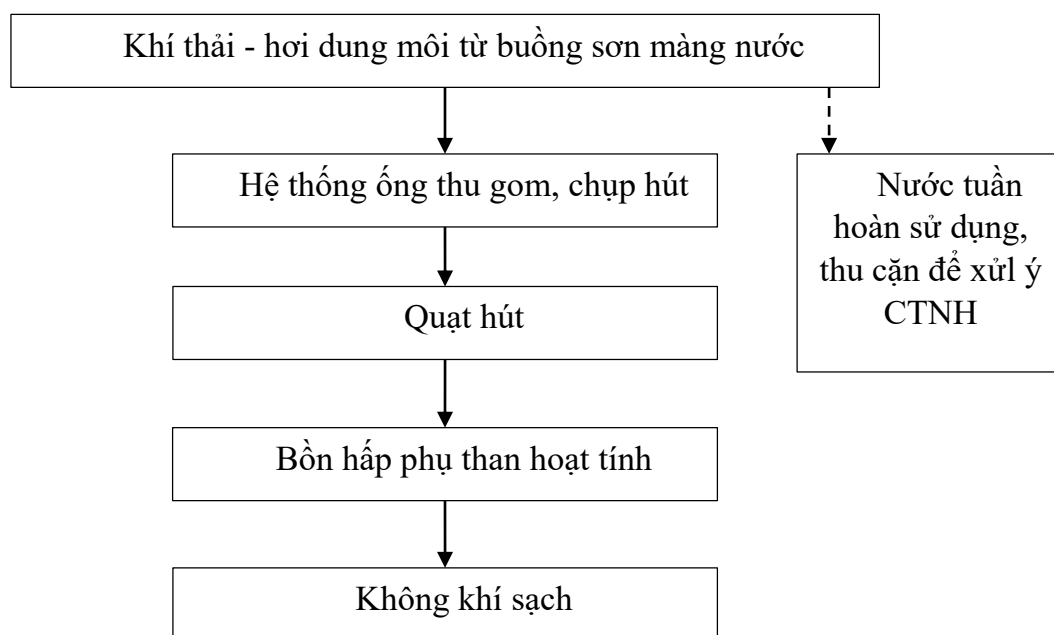 Khí thải - hơi dung môi từ buồng sơn màng nước
Hệ thống ống thu gom, chụp hút
Nước tuần
hoàn sử dụng,
thu cặn để xửl ý
CTNH
Quạt hút
Bồn hấp phụ than hoạt tính
Không khí sạch